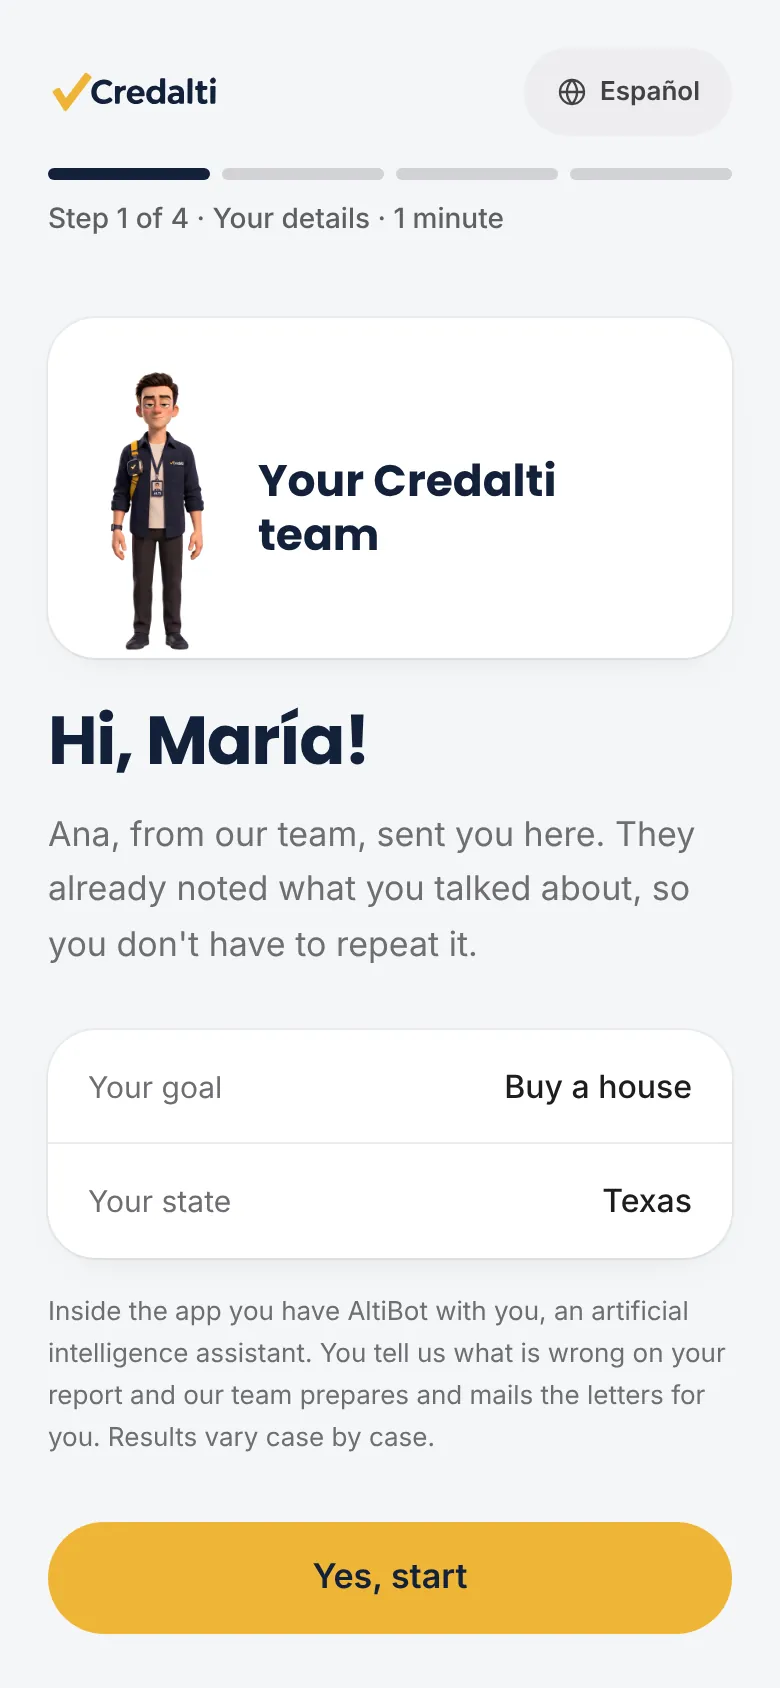 Credalti
Español
Step 1 of 4 · Your details · 1 minute
Your Credalti
team
Hi, María!
Ana, from our team, sent you here. They
already noted what you talked about, so
you don't have to repeat it.
Your goal
Buy a house
Your state
Texas
Inside the app you have AltiBot with you, an artificial
intelligence assistant. You tell us what is wrong on your
report and our team prepares and mails the letters for
you. Results vary case by case.
Yes, start